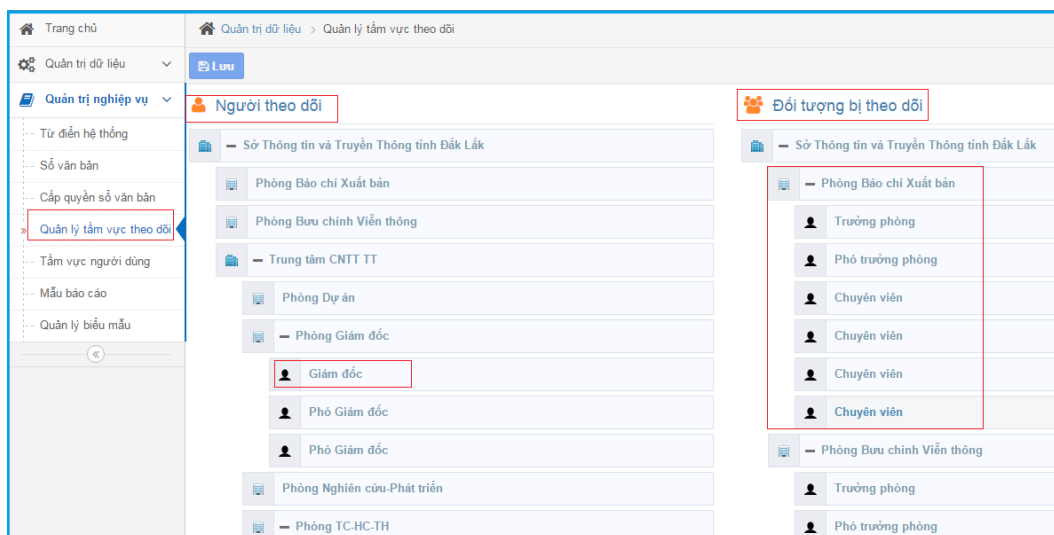 Trang chủ
Quản trị dữ liệu
Quản trị nghiệp vụ
Từ điển hệ thống
Sổ văn bản
Cấp quyền sổ văn bản
Quản lý tầm vực theo dõi
Tầm vực người dùng
Mẫu báo cáo
Quản lý biểu mẫu
Quản trị dữ liệu > Quản lý tầm vực theo dõi
Lưu
Người theo dõi
Sở Thông tin và Truyền Thông tỉnh Đắk Lắk
Phòng Báo chí Xuất bản
Phòng Bưu chính Viễn thông
Trung tâm CNTT TT
Phòng Dự án
Phòng Giám đốc
Giám đốc
Phó Giám đốc
Phó Giám đốc
Phòng Nghiên cứu-Phát triển
Phòng TC-HC-TH
Đối tượng bị theo dõi
Sở Thông tin và Truyền Thông tỉnh Đắk Lắk
Phòng Báo chí Xuất bản
Trưởng phòng
Phó trưởng phòng
Chuyên viên
Chuyên viên
Chuyên viên
Chuyên viên
Phòng Bưu chính Viễn thông
Trưởng phòng
Phó trưởng phòng